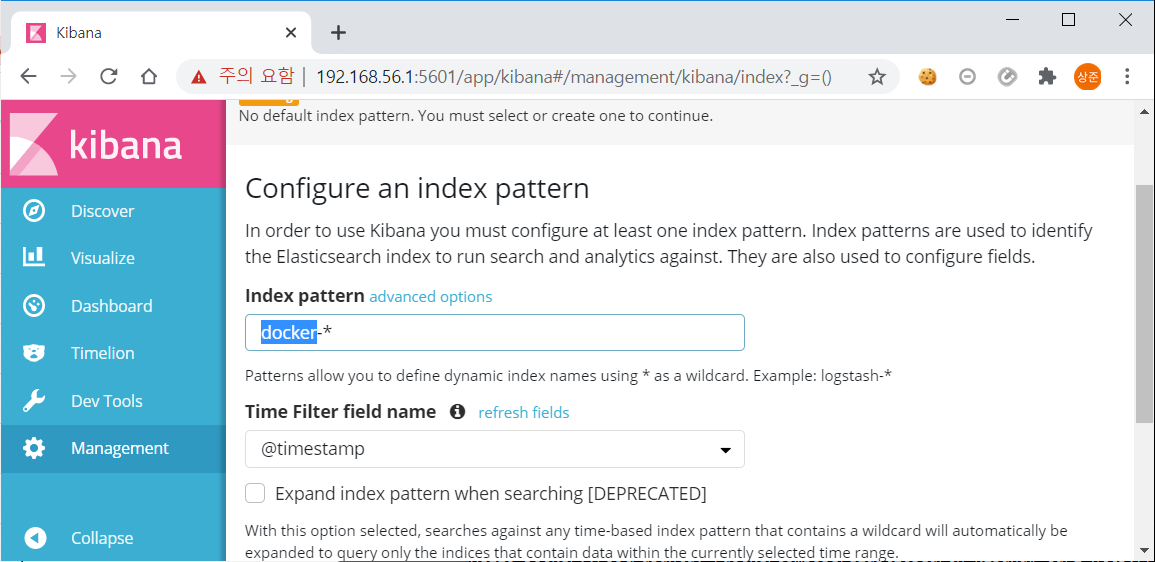 Kibana
주의 요함
192.168.56.1:5601/app/kibana#/management/kibana/index?_g=()
상준
kibana
Discover
Visualize
Dashboard
Timelion
Dev Tools
Management
Collapse
No default index pattern. You must select or create one to continue.
Configure an index pattern
In order to use Kibana you must configure at least one index pattern. Index patterns are used to identify
the Elasticsearch index to run search and analytics against. They are also used to configure fields.
Index pattern advanced options
docker-*
Patterns allow you to define dynamic index names using * as a wildcard. Example: logstash-*
Time Filter field name refresh fields
@timestamp
Expand index pattern when searching [DEPRECATED]
With this option selected, searches against any time-based index pattern that contains a wildcard will automatically be
expanded to query only the indices that contain data within the currently selected time range.